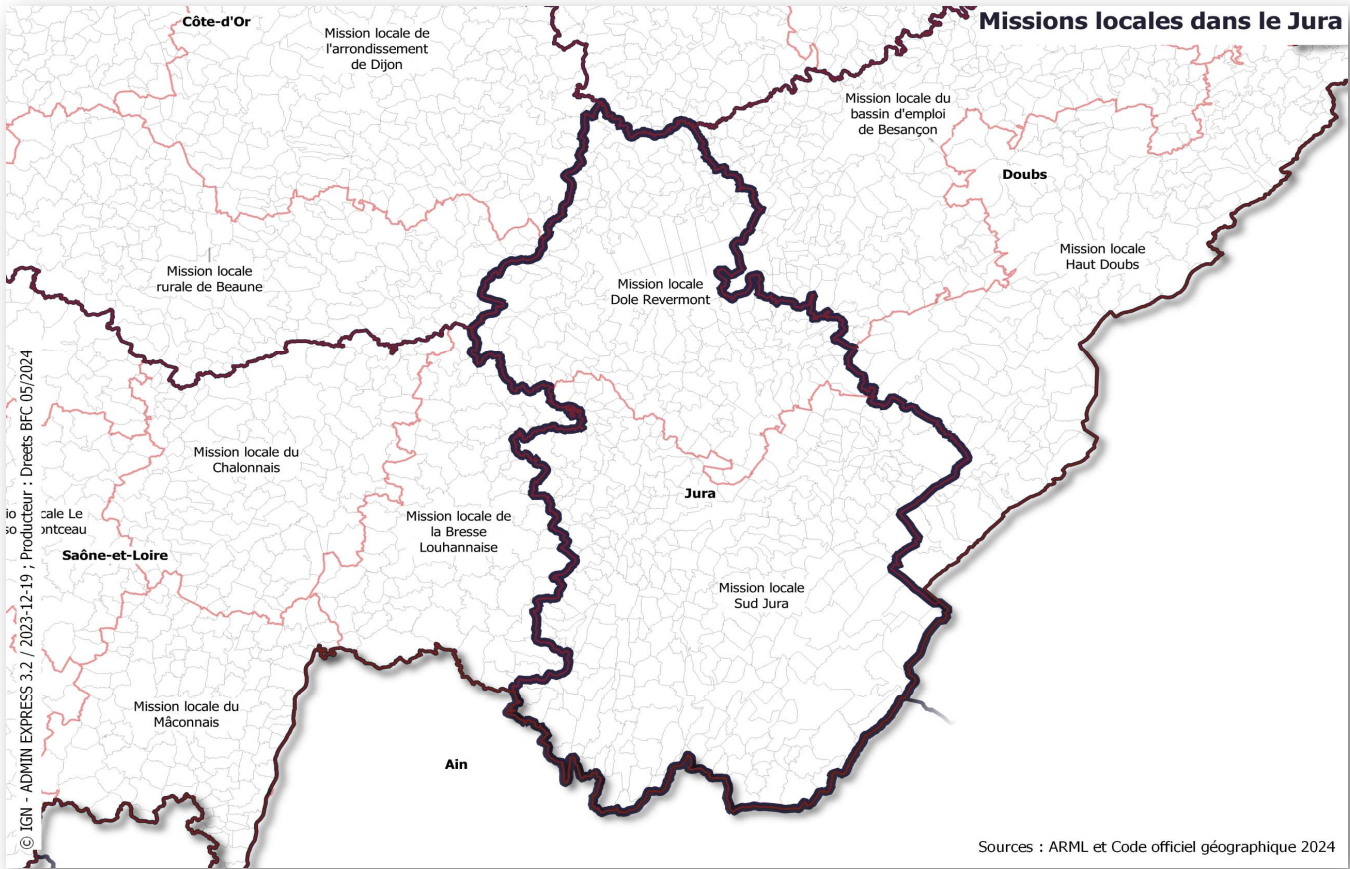 Missions locales dans le Jura
Côte-d'Or
Mission locale de
l'arrondissement
de Dijon
Mission locale du
bassin d'emploi
de Besançon
Doubs
Mission locale
Haut Doubs
Mission locale
rurale de Beaune
Mission locale
Dole Revermont
Mission locale du
Chalonnais
Jura
Mission locale de
la Bresse
Louhannaise
cale Le
ontceau
Saône-et-Loire
Mission locale
Sud Jura
Mission locale du
Mâconnais
Ain
© IGN - ADMIN EXPRESS 3.2 / 2023-12-19 ; Producteur : Dreets BFC 05/2024
Sources : ARML et Code officiel géographique 2024